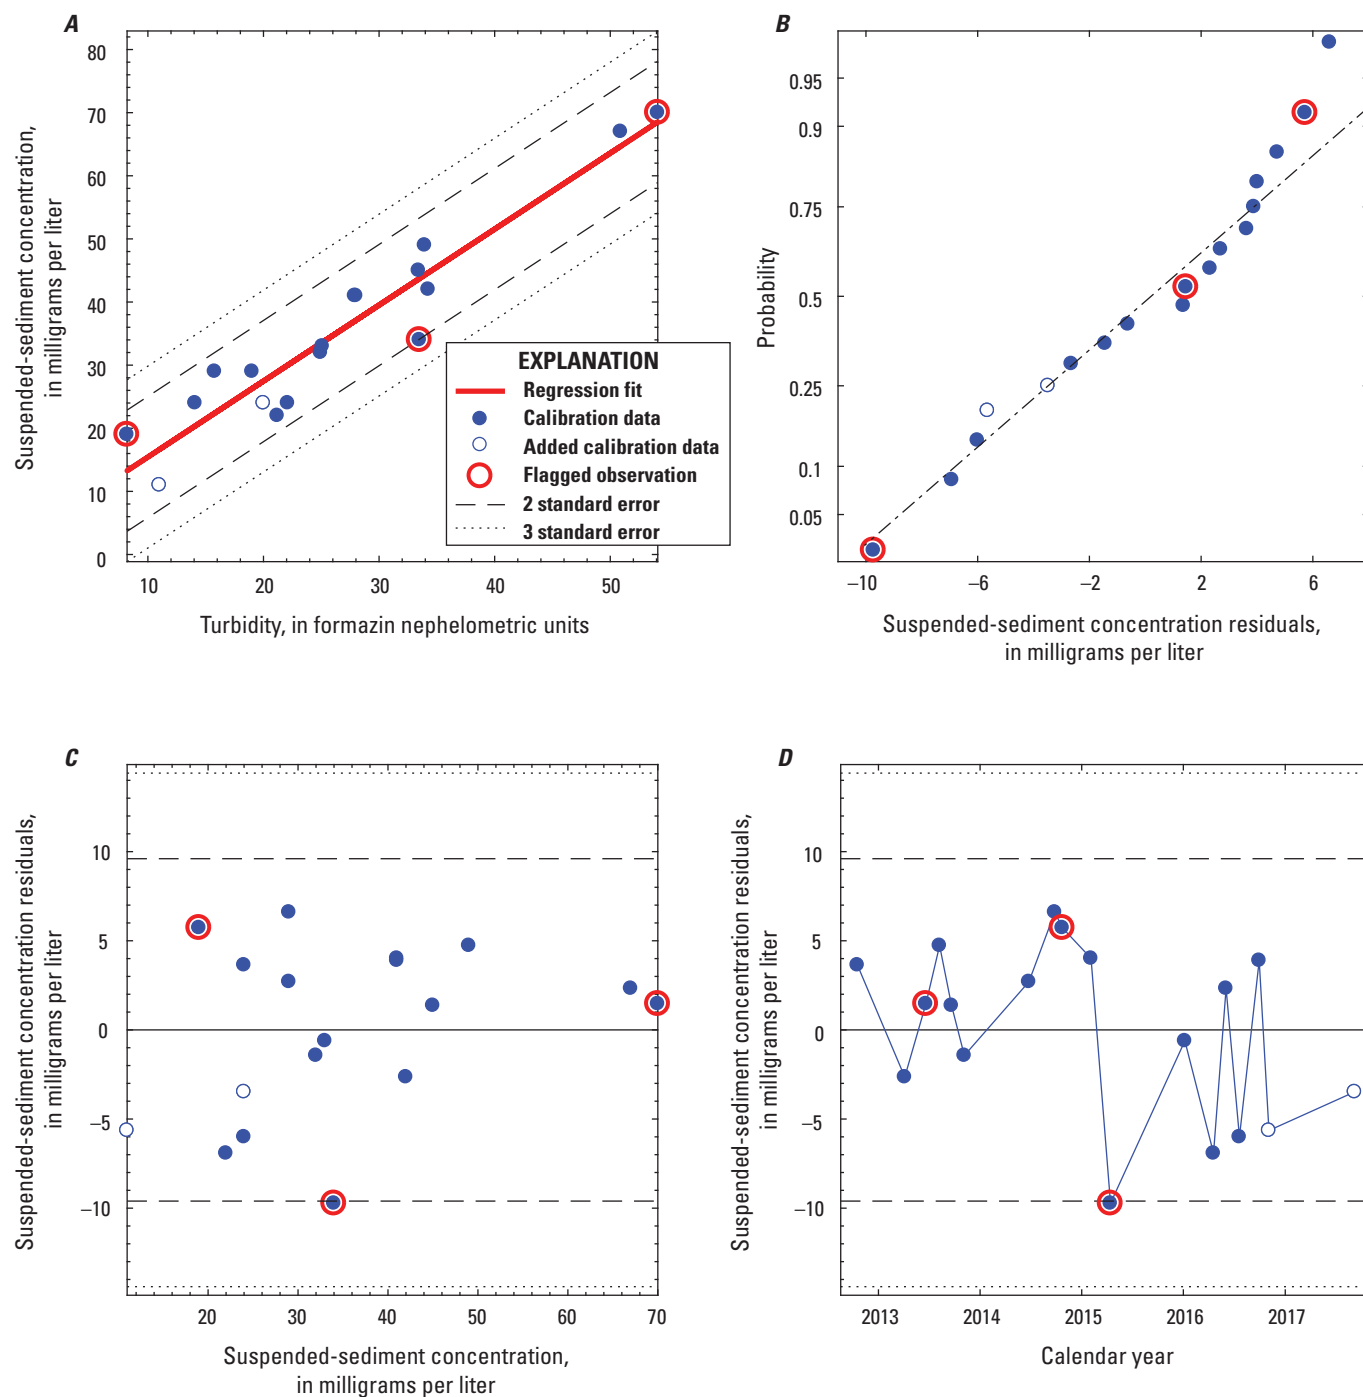 A
Suspended-sediment concentration,
in milligrams per liter
80
70
60
50
40
30
20
10
0
10
20
30
40
50
Turbidity, in formazin nephelometric units
EXPLANATION
Regression fit
Calibration data
Added calibration data
Flagged observation
2 standard error
3 standard error
B
Probability
0.95
0.9
0.75
0.5
0.25
0.1
0.05
−10
−6
−2
2
6
Suspended-sediment concentration residuals,
in milligrams per liter
C
Suspended-sediment concentration residuals,
in milligrams per liter
10
5
0
−5
−10
20
30
40
50
60
70
Suspended-sediment concentration,
in milligrams per liter
D
Suspended-sediment concentration residuals,
in milligrams per liter
10
5
0
−5
−10
2013
2014
2015
2016
2017
Calendar year